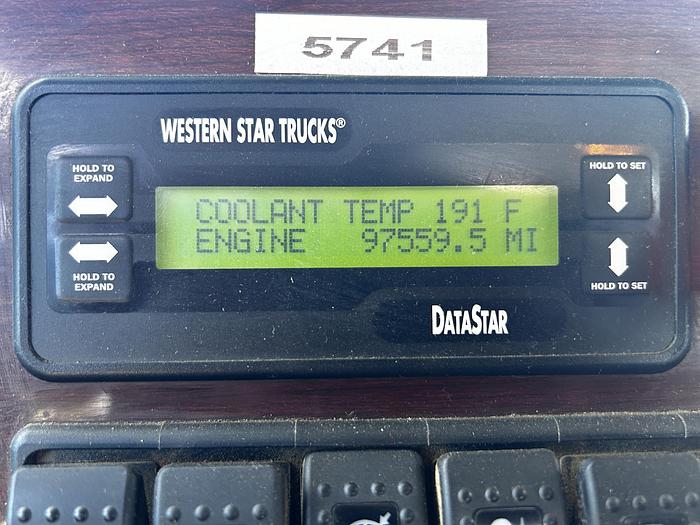 5741
WESTERN STAR TRUCKS®
HOLD TO
EXPAND
HOLD TO SET
COOLANT TEMP 191 F
ENGINE 97559.5 MI
HOLD TO
EXPAND
HOLD TO SET
DATASTAR